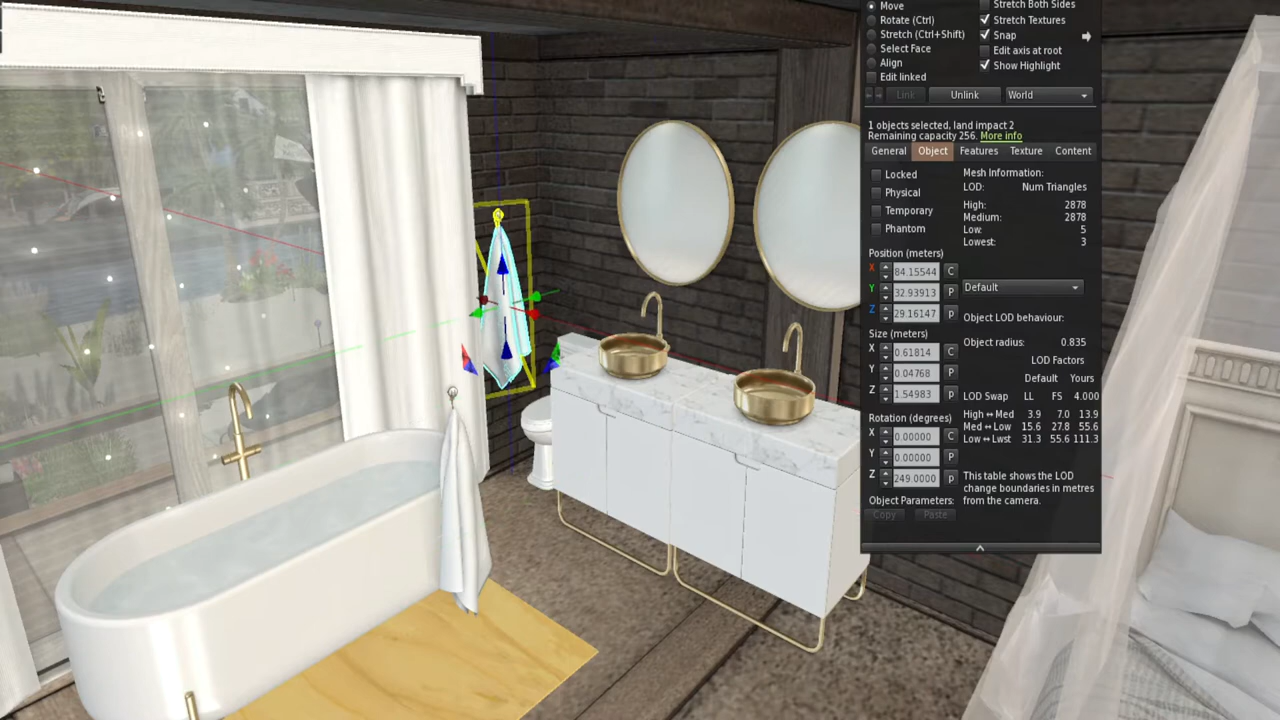 Move
Stretch Both Sides
Rotate (Ctrl)
Stretch Textures
Stretch (Ctrl+Shift)
Snap
Select Face
Edit axis at root
Align
Show Highlight
Edit linked
Link
Unlink
World
1 objects selected, land impact 2
Remaining capacity 256. More info
General
Object
Features
Texture
Content
Locked
Physical
Temporary
Phantom
Mesh Information:
LOD: Num Triangles
High: 2878
Medium: 2878
Low: 5
Lowest: 3
Position (meters)
X 84.15544 C
Y 32.93913 P
Z 29.16147 P
Default
Object LOD behaviour:
Size (meters)
X 0.61814 C
Y 0.04768 P
Z 1.54983 P
Object radius: 0.835
LOD Factors
Default Yours
LOD Swap LL FS 4.000
High↔Med 3.9 7.0 13.9
Med↔Low 15.6 27.8 55.6
Low↔Lwst 31.3 55.6 111.3
Rotation (degrees)
X 0.00000 C
Y 0.00000 P
Z 249.0000 P
This table shows the LOD
change boundaries in metres
from the camera.
Object Parameters:
Copy
Paste